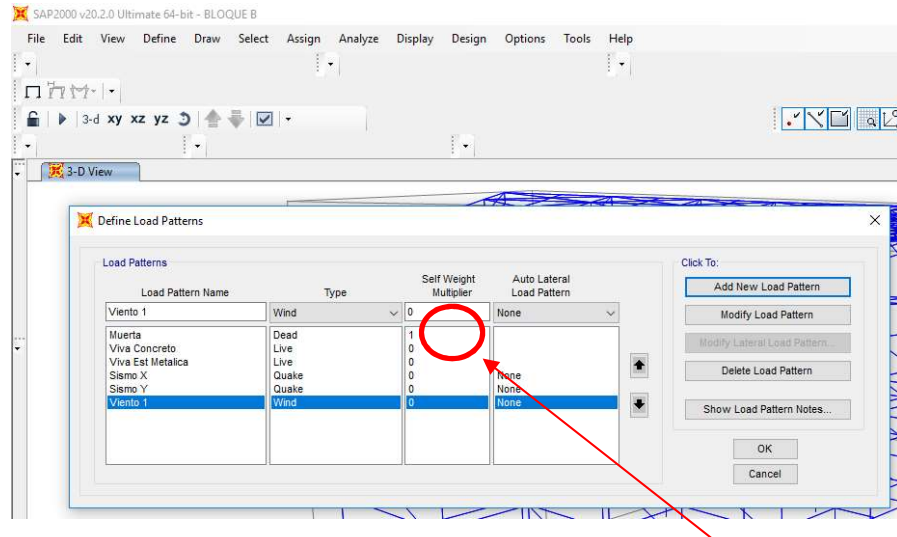 SAP2000 v20.2.0 Ultimate 64-bit - BLOQUE B
File Edit View Define Draw Select Assign Analyze Display Design Options Tools Help
3-d xy xz yz
3-D View
Define Load Patterns
Load Patterns
Click To:
Load Pattern Name Type Self Weight Multiplier Auto Lateral Load Pattern
Viento 1 Wind 0 None
Muerta Dead 1
Viva Concreto Live 0
Viva Est Metalica Live 0
Sismo X Quake 0 None
Sismo Y Quake 0 None
Viento 1 Wind 0 None
Add New Load Pattern
Modify Load Pattern
Modify Lateral Load Pattern...
Delete Load Pattern
Show Load Pattern Notes...
OK
Cancel